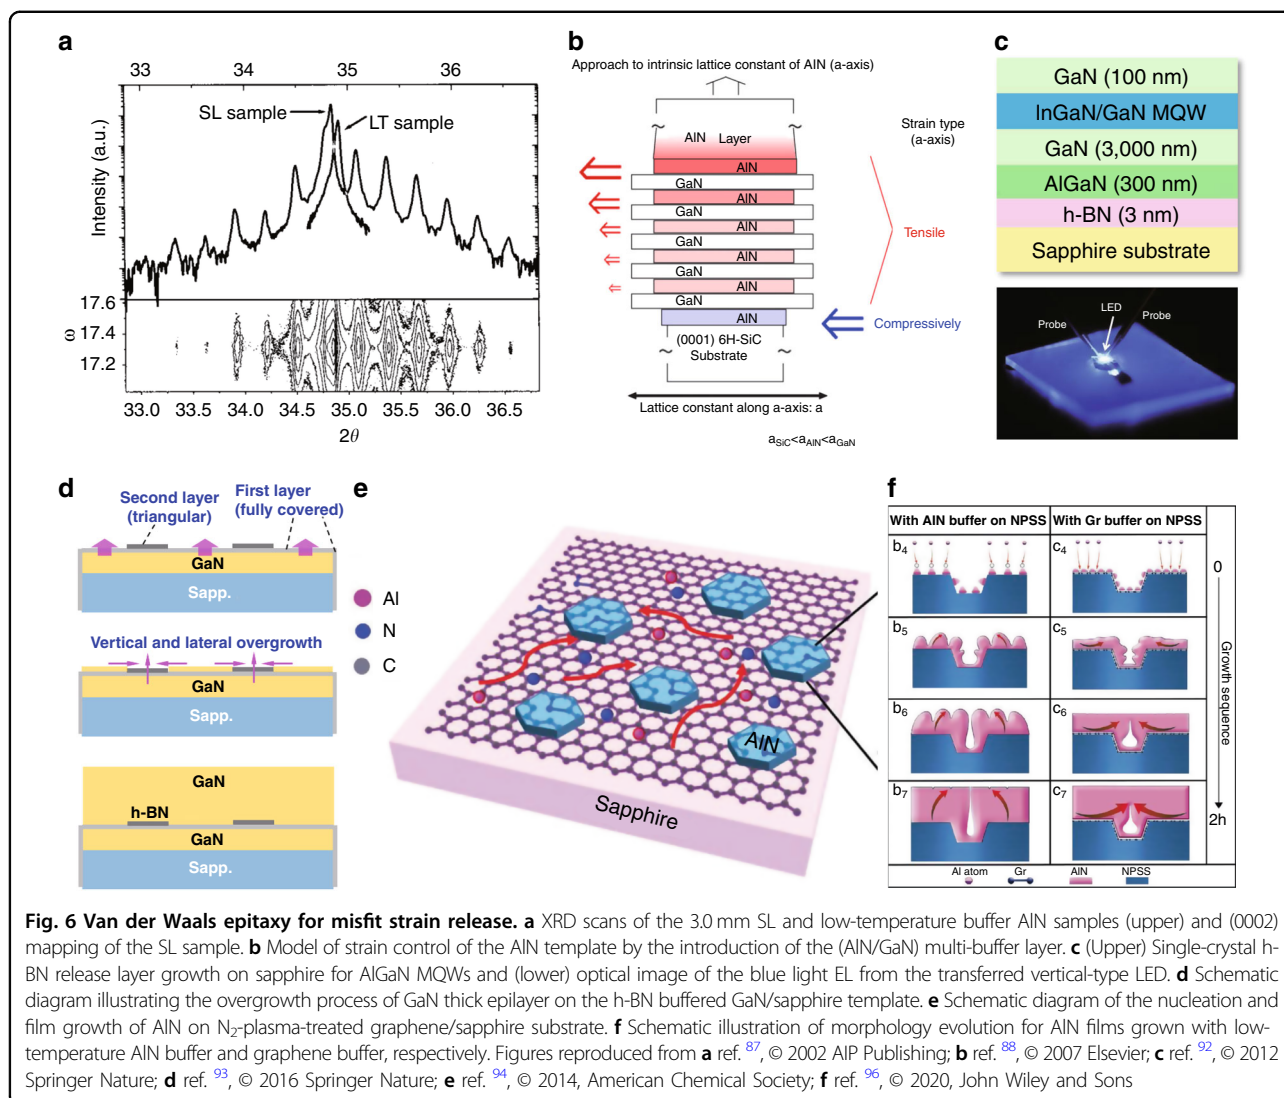 a
33 34 35 36
SL sample
LT sample
Intensity (a.u.)
17.6
17.4
17.2
ω
33.0 33.5 34.0 34.5 35.0 35.5 36.0 36.5
2θ
b
Approach to intrinsic lattice constant of AlN (a-axis)
Strain type
(a-axis)
AlN Layer
AlN
GaN
AlN
GaN
AlN
GaN
AlN
GaN
AlN
GaN
AlN
Tensile
Compressively
(0001) 6H-SiC
Substrate
Lattice constant along a-axis: a
aSiC<aAlN<aGaN
c
GaN (100 nm)
InGaN/GaN MQW
GaN (3,000 nm)
AlGaN (300 nm)
h-BN (3 nm)
Sapphire substrate
LED
Probe
Probe
d
Second layer
(triangular)
First layer
(fully covered)
GaN
Sapp.
Vertical and lateral overgrowth
GaN
Sapp.
GaN
h-BN
GaN
Sapp.
e
Al
N
C
AlN
Sapphire
f
With AlN buffer on NPSS
With Gr buffer on NPSS
b4
c4
b5
c5
b6
c6
b7
c7
0
Growth sequence
2h
Al atom
Gr
AlN
NPSS
Fig. 6 Van der Waals epitaxy for misfit strain release. a XRD scans of the 3.0 mm SL and low-temperature buffer AlN samples (upper) and (0002)
mapping of the SL sample. b Model of strain control of the AlN template by the introduction of the (AlN/GaN) multi-buffer layer. c (Upper) Single-crystal h-
BN release layer growth on sapphire for AlGaN MQWs and (lower) optical image of the blue light EL from the transferred vertical-type LED. d Schematic
diagram illustrating the overgrowth process of GaN thick epilayer on the h-BN buffered GaN/sapphire template. e Schematic diagram of the nucleation and
film growth of AlN on N2-plasma-treated graphene/sapphire substrate. f Schematic illustration of morphology evolution for AlN films grown with low-
temperature AlN buffer and graphene buffer, respectively. Figures reproduced from a ref. 87, © 2002 AIP Publishing; b ref. 88, © 2007 Elsevier; c ref. 92, © 2012
Springer Nature; d ref. 93, © 2016 Springer Nature; e ref. 94, © 2014, American Chemical Society; f ref. 96, © 2020, John Wiley and Sons